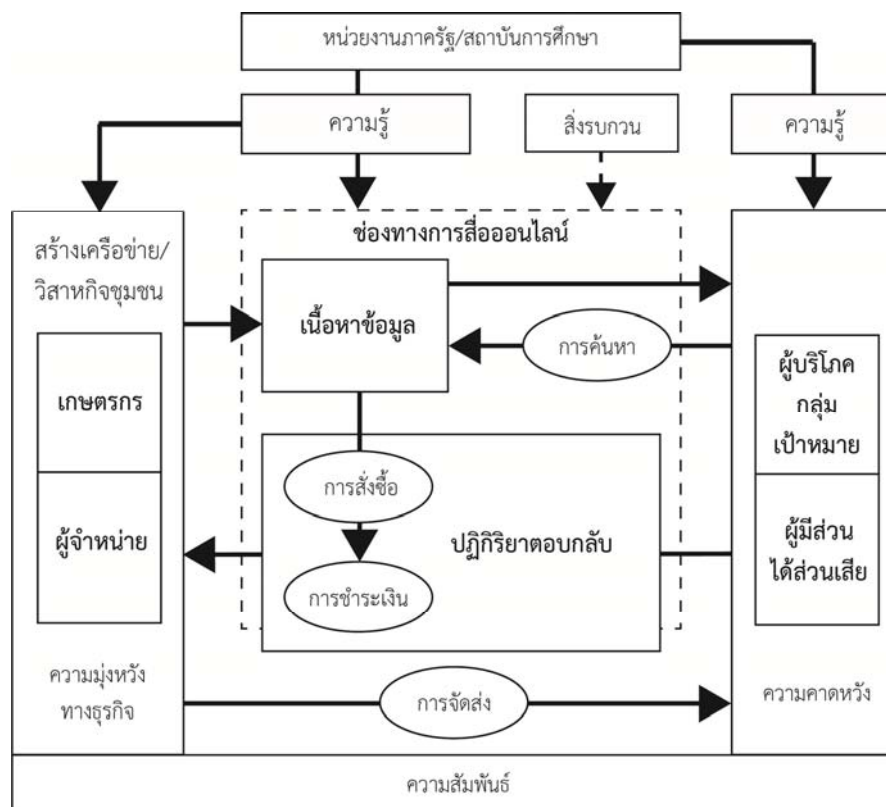 หน่วยงานภาครัฐ/สถาบันการศึกษา
ความรู้
สิ่งรบกวน
ความรู้
ช่องทางการสื่อออนไลน์
สร้างเครือข่าย/
วิสาหกิจชุมชน
เนื้อหาข้อมูล
การค้นหา
ผู้บริโภค
กลุ่ม
เป้าหมาย
เกษตรกร
การสั่งซื้อ
ผู้จำหน่าย
ปฏิกิริยาตอบกลับ
ผู้มีส่วน
ได้ส่วนเสีย
การชำระเงิน
ความมุ่งหวัง
ทางธุรกิจ
การจัดส่ง
ความคาดหวัง
ความสัมพันธ์